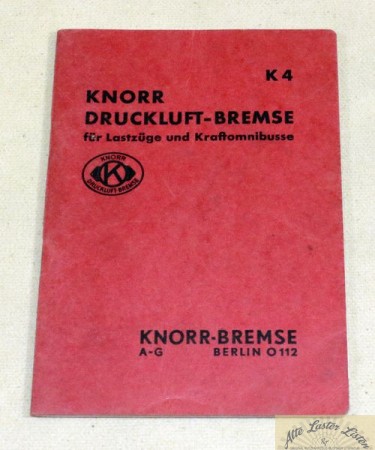 K 4
KNORR
DRUCKLUFT-BREMSE
für Lastzüge und Kraftomnibusse
KNORR
K
DRUCKLUFT-BREMSE
KNORR-BREMSE
A-G BERLIN O 112
Alte Laster Listen